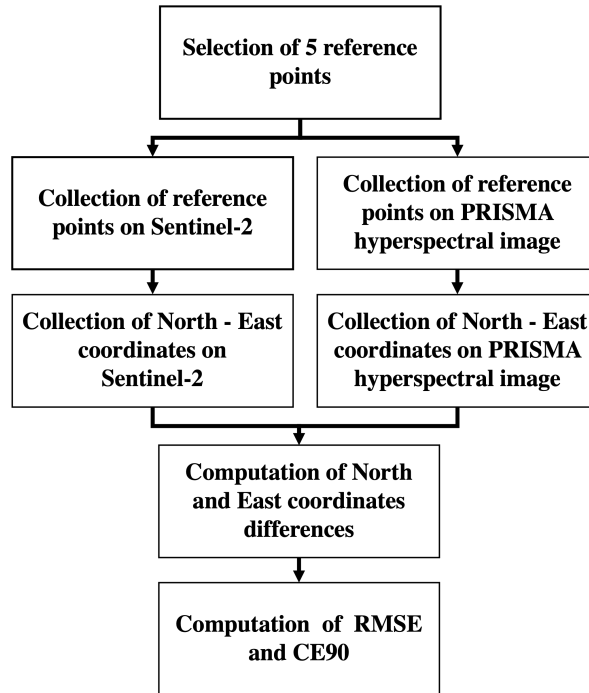 Selection of 5 reference
points
Collection of reference
points on Sentinel-2
Collection of reference
points on PRISMA
hyperspectral image
Collection of North - East
coordinates on
Sentinel-2
Collection of North - East
coordinates on PRISMA
hyperspectral image
Computation of North
and East coordinates
differences
Computation of RMSE
and CE90